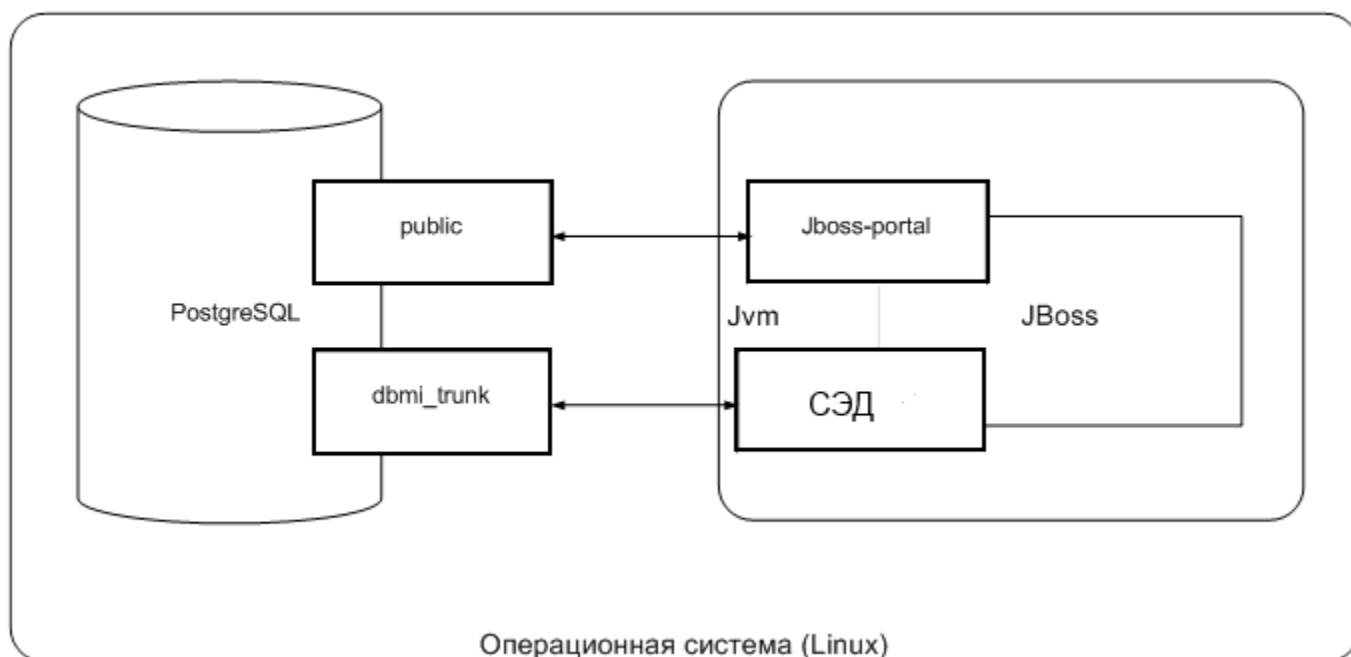 public
Jboss-portal
PostgreSQL
Jvm
JBoss
dbmi_trunk
СЭД
Операционная система (Linux)